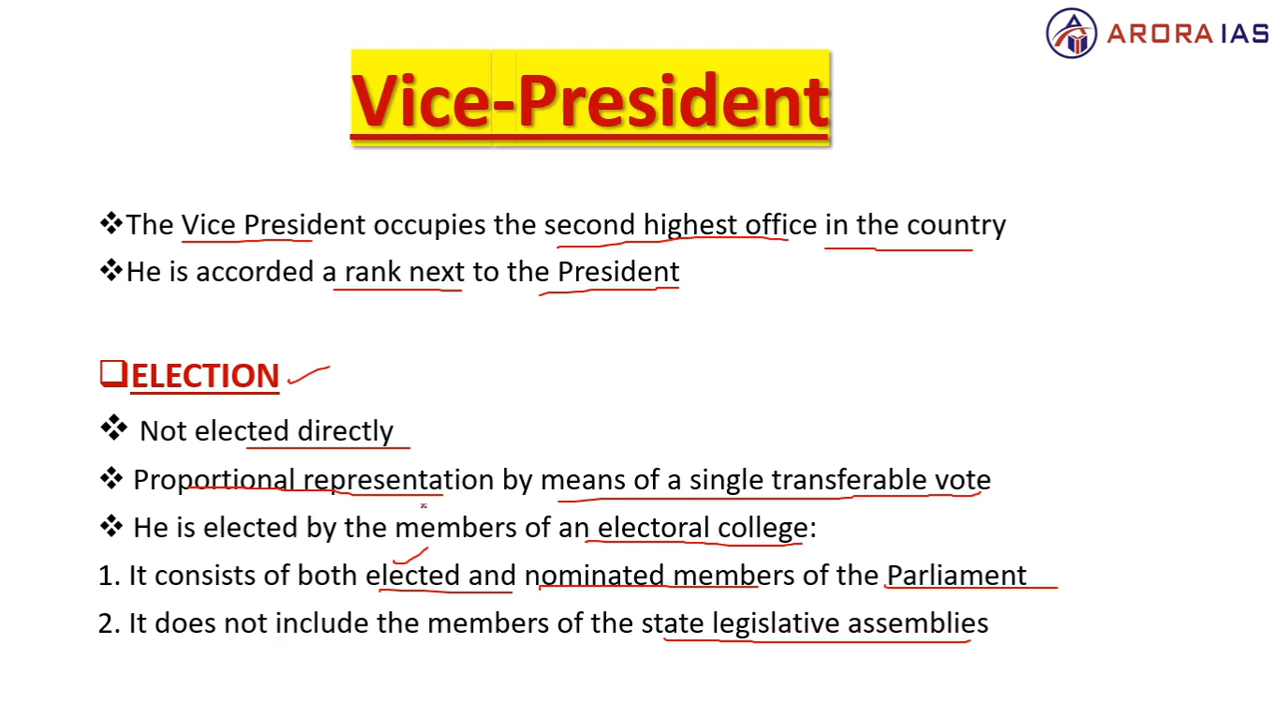 ARORA IAS
Vice-President
❖The Vice President occupies the second highest office in the country
❖He is accorded a rank next to the President
❑ELECTION
❖ Not elected directly
❖ Proportional representation by means of a single transferable vote
❖ He is elected by the members of an electoral college:
1. It consists of both elected and nominated members of the Parliament
2. It does not include the members of the state legislative assemblies